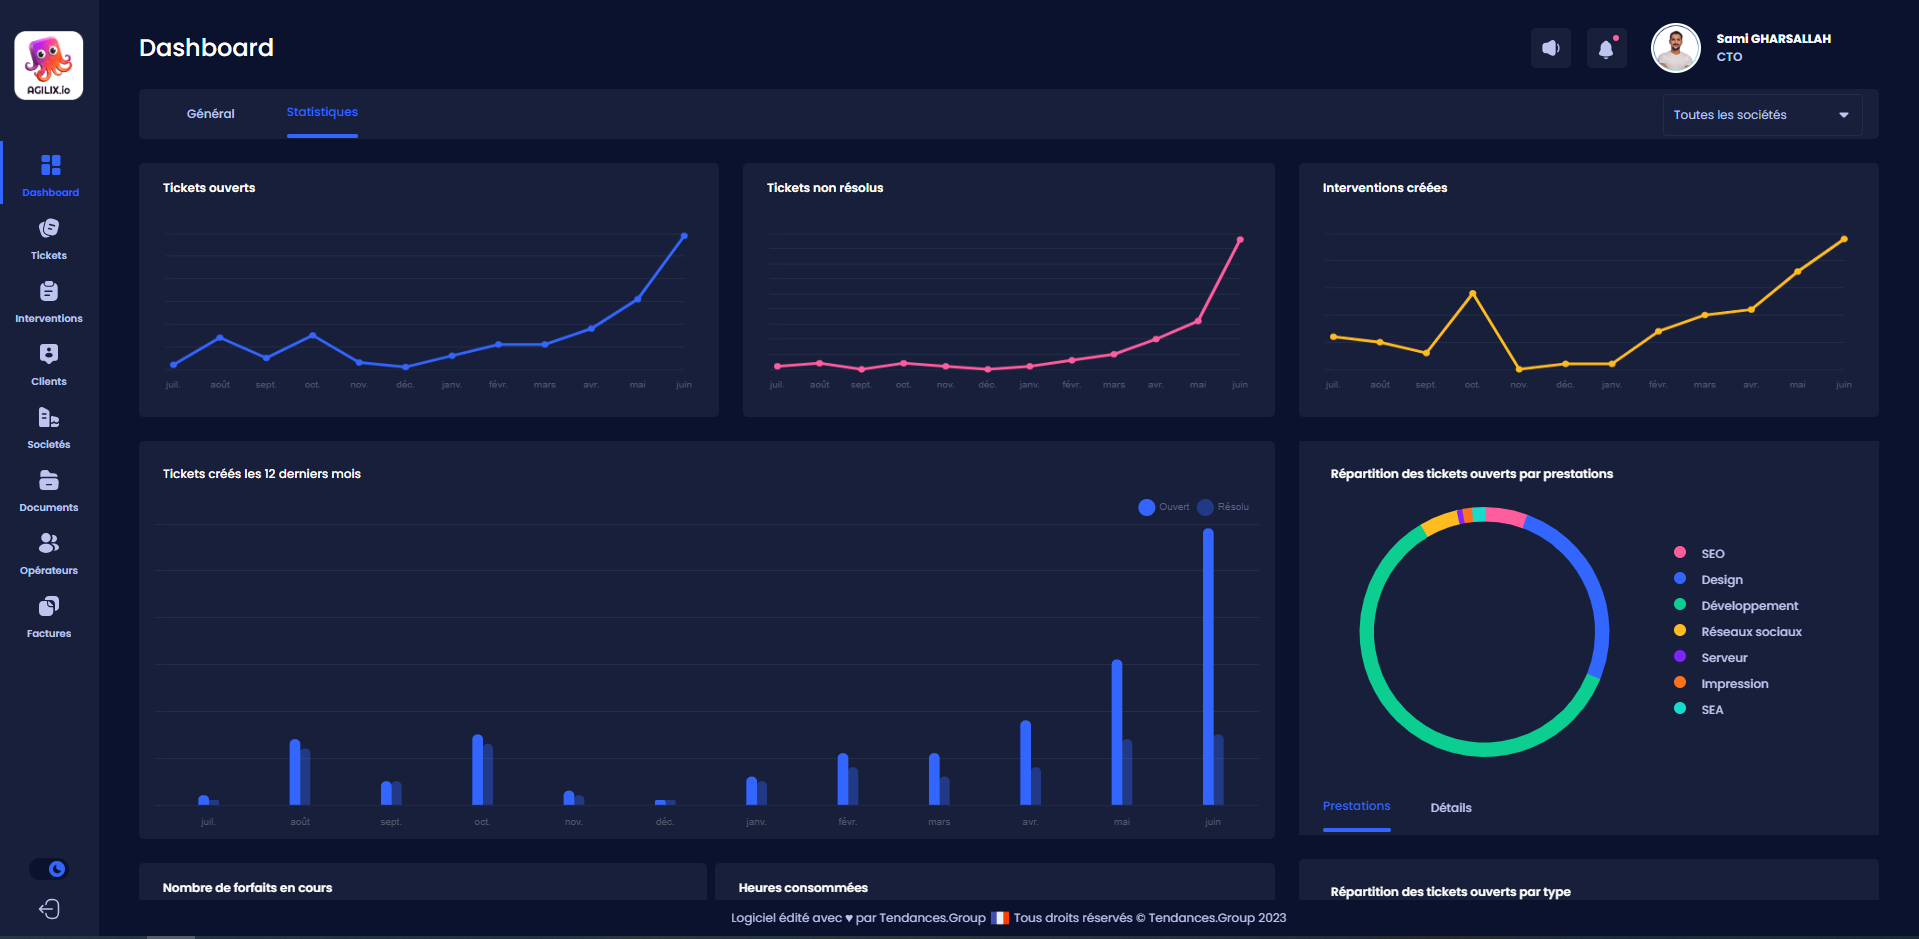 AGILIX.io
Dashboard
Sami GHARSALLAH
CTO
Général
Statistiques
Toutes les sociétés
Dashboard
Tickets
Interventions
Clients
Societés
Documents
Opérateurs
Factures
Tickets ouverts
juil. août sept. oct. nov. déc. janv. févr. mars avr. mai juin
Tickets non résolus
juil. août sept. oct. nov. déc. janv. févr. mars avr. mai juin
Interventions créées
juil. août sept. oct. nov. déc. janv. févr. mars avr. mai juin
Tickets créés les 12 derniers mois
Ouvert Résolu
juil. août sept. oct. nov. déc. janv. févr. mars avr. mai juin
Répartition des tickets ouverts par prestations
SEO
Design
Développement
Réseaux sociaux
Serveur
Impression
SEA
Prestations
Détails
Nombre de forfaits en cours
Heures consommées
Répartition des tickets ouverts par type
Logiciel édité avec ♥ par Tendances.Group 🇫🇷 Tous droits réservés © Tendances.Group 2023